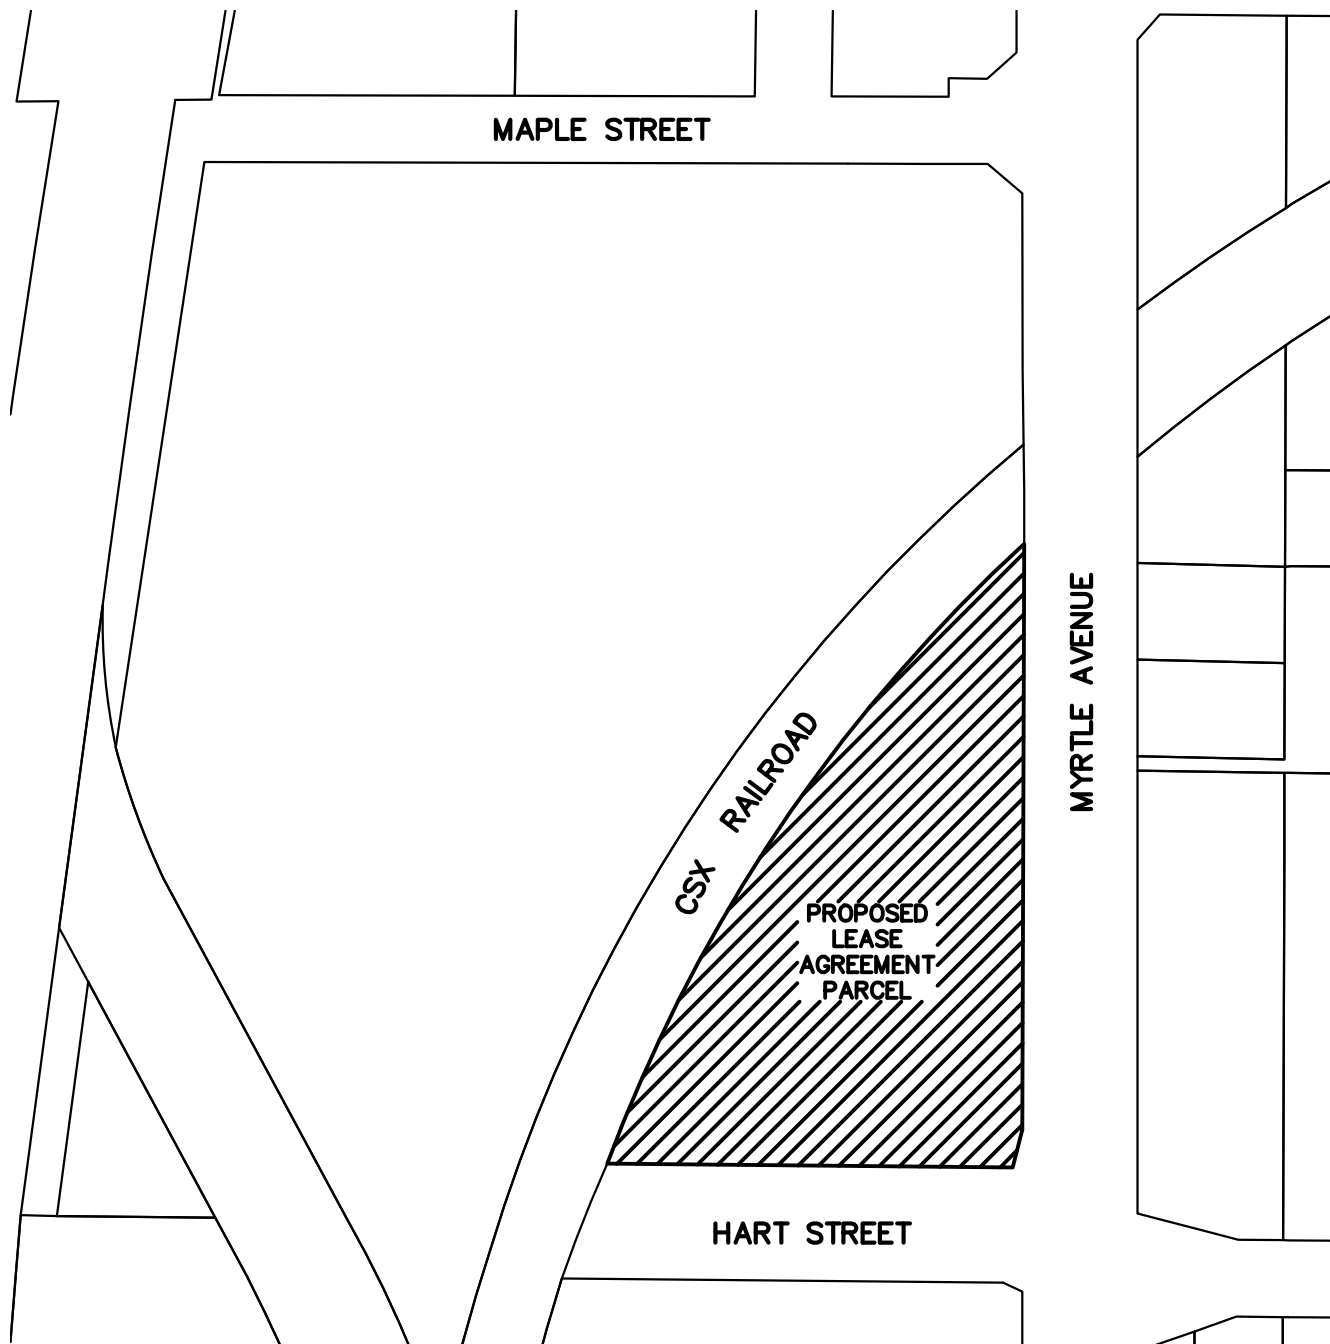 MAPLE STREET
MYRTLE AVENUE
CSX RAILROAD
PROPOSED
LEASE
AGREEMENT
PARCEL
HART STREET